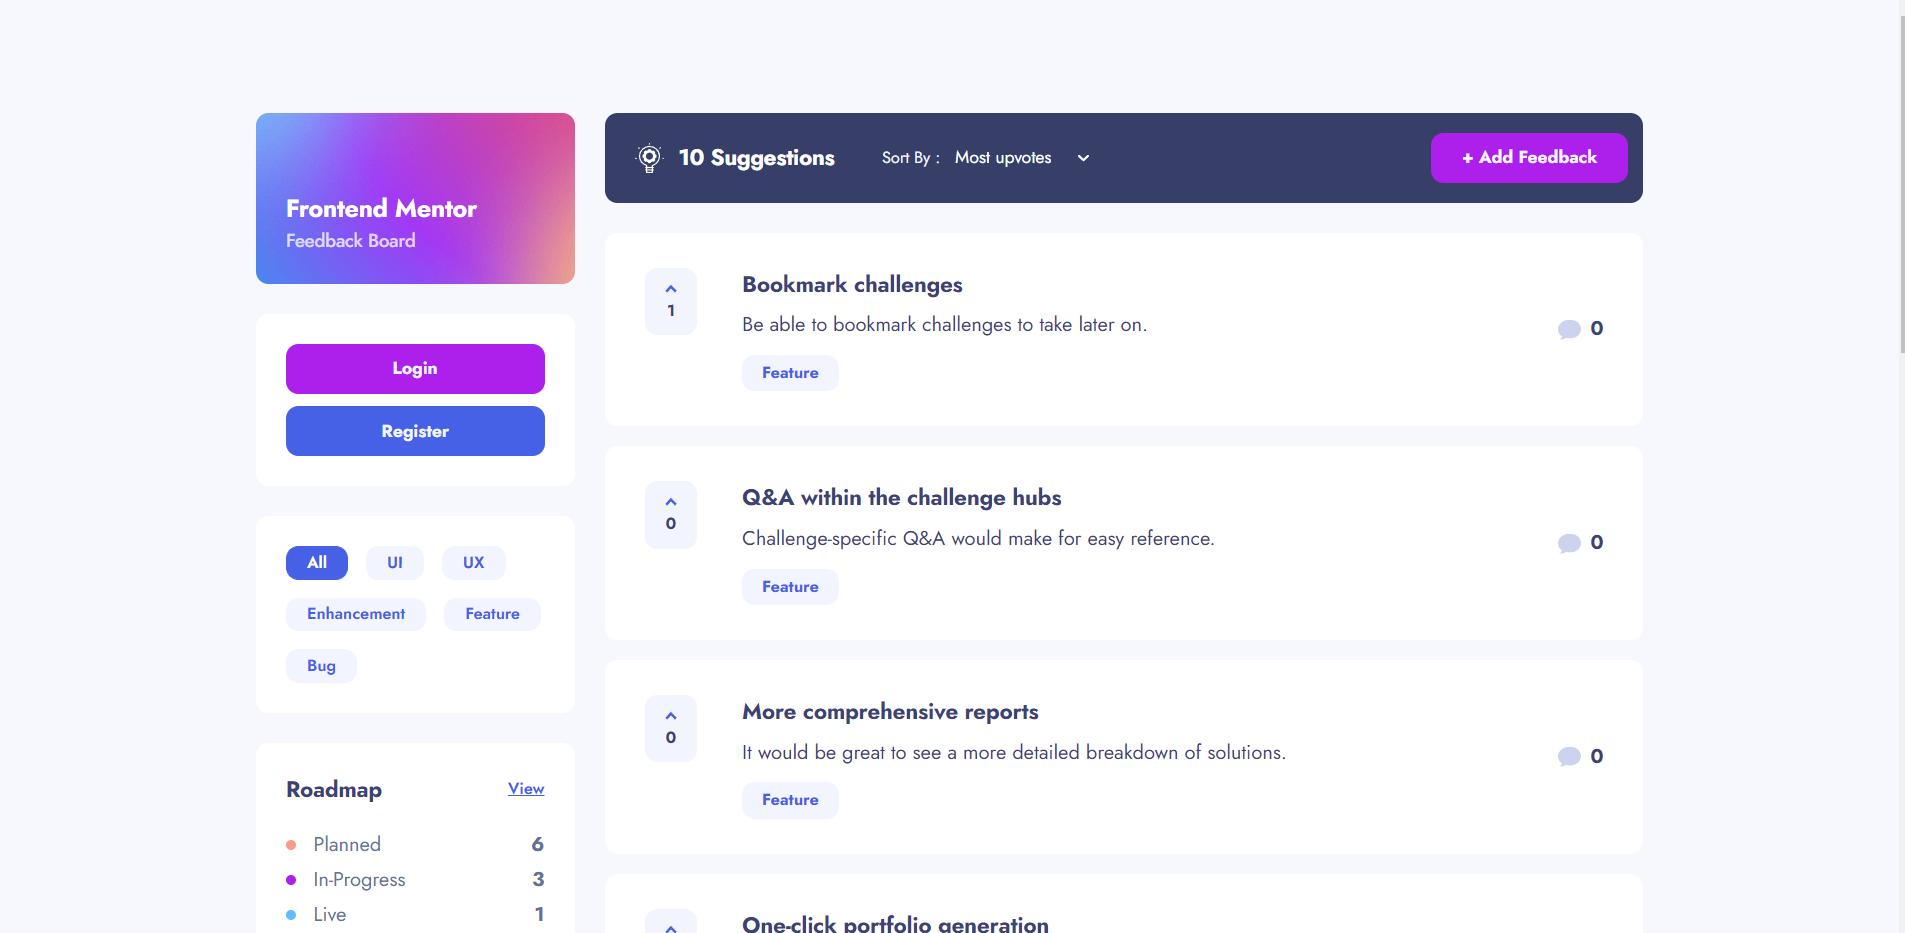 Frontend Mentor
Feedback Board
Login
Register
All UI UX
Enhancement Feature
Bug
Roadmap View
Planned 6
In-Progress 3
Live 1
10 Suggestions Sort By : Most upvotes + Add Feedback
Bookmark challenges
1
Be able to bookmark challenges to take later on.
0
Feature
Q&A within the challenge hubs
0
Challenge-specific Q&A would make for easy reference.
0
Feature
More comprehensive reports
0
It would be great to see a more detailed breakdown of solutions.
0
Feature
One-click portfolio generation